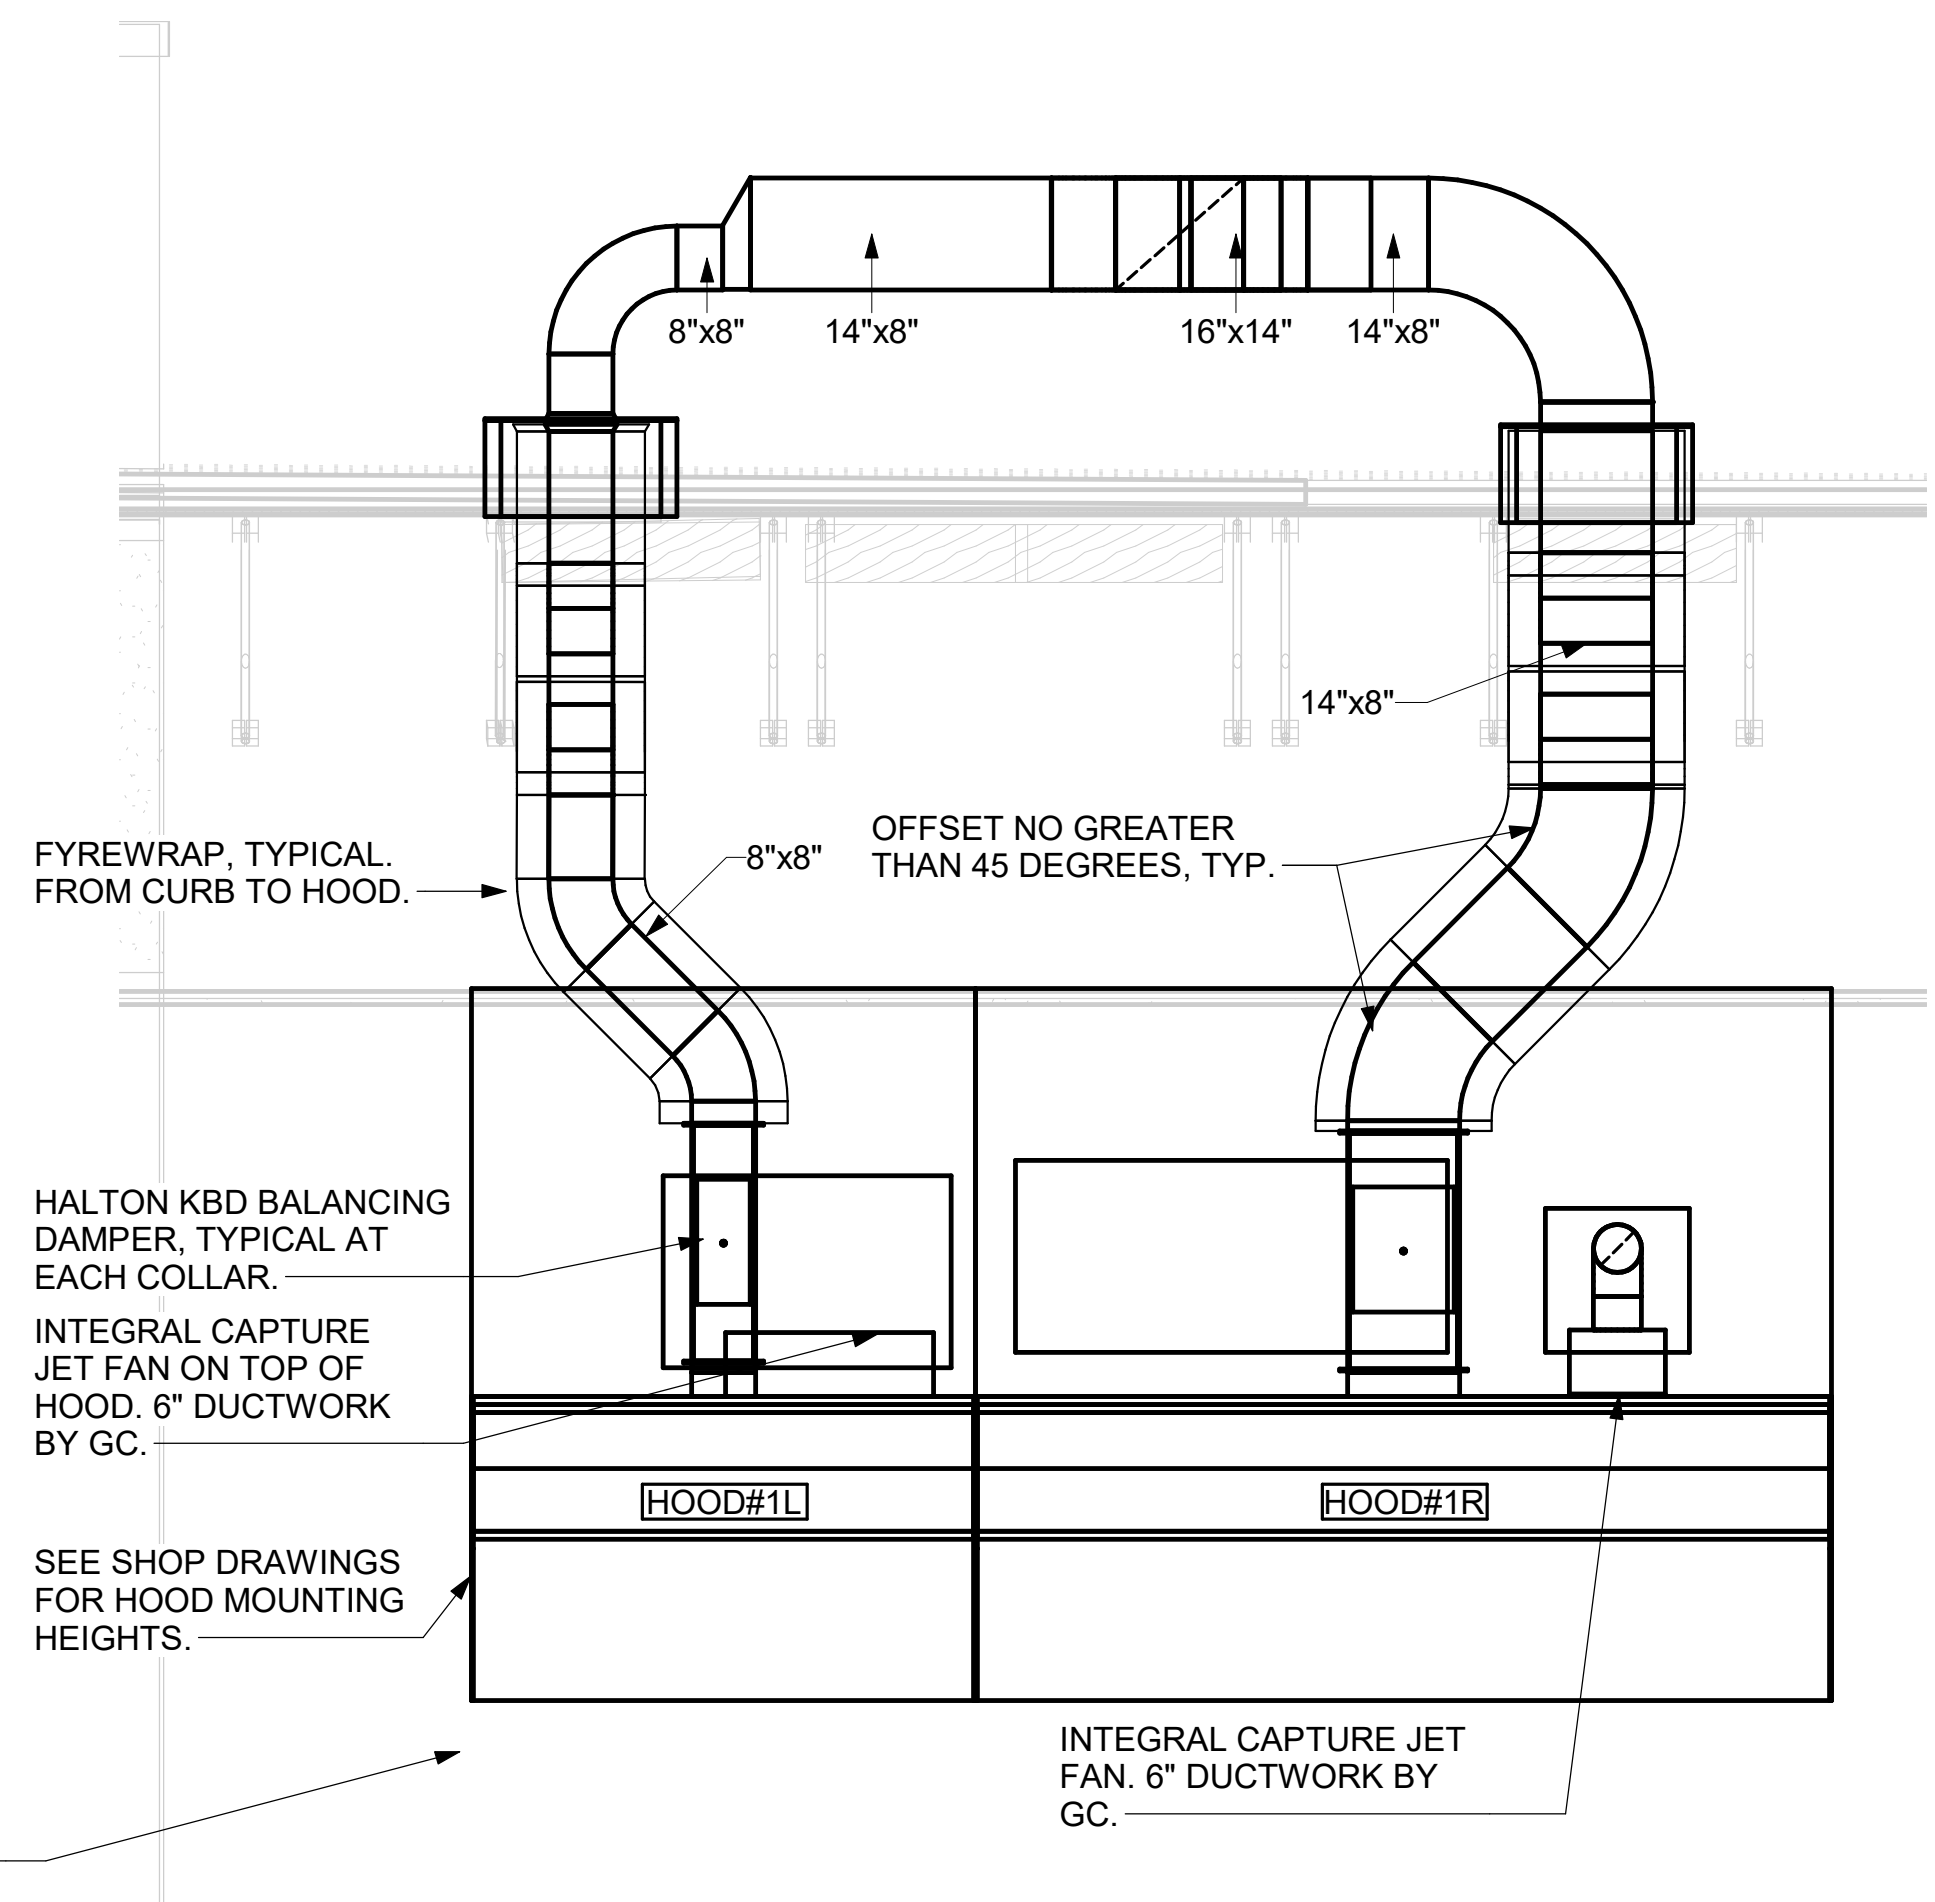 8"x8"
14"x8"
16"x14"
14"x8"
14"x8"
OFFSET NO GREATER
THAN 45 DEGREES, TYP.
FYREWRAP, TYPICAL.
FROM CURB TO HOOD.
8"x8"
HALTON KBD BALANCING
DAMPER, TYPICAL AT
EACH COLLAR.
INTEGRAL CAPTURE
JET FAN ON TOP OF
HOOD. 6" DUCTWORK
BY GC.
HOOD#1L
HOOD#1R
SEE SHOP DRAWINGS
FOR HOOD MOUNTING
HEIGHTS.
INTEGRAL CAPTURE JET
FAN. 6" DUCTWORK BY
GC.